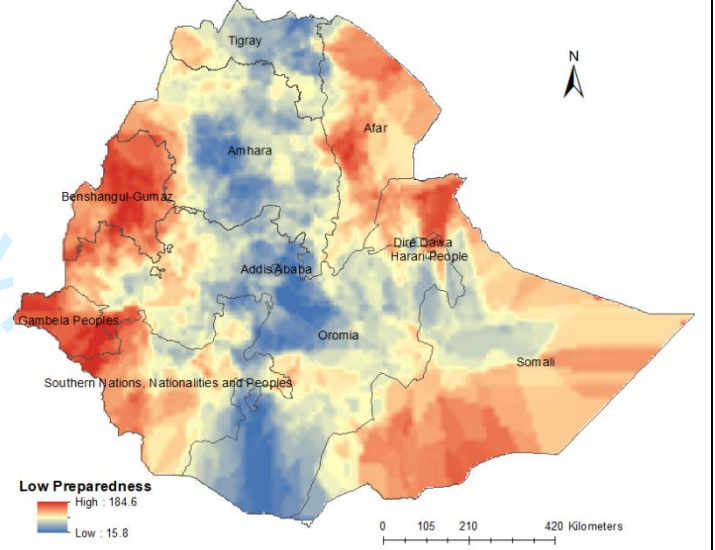 Tigray
N
Afar
Amhara
Benshangul-Gumaz
Dire Dawa
Harari People
Addis Ababa
Gambela Peoples
Oromia
Somali
Southern Nations, Nationalities and Peoples
Low Preparedness
High : 184.6
Low : 15.8
0 105 210 420 Kilometers